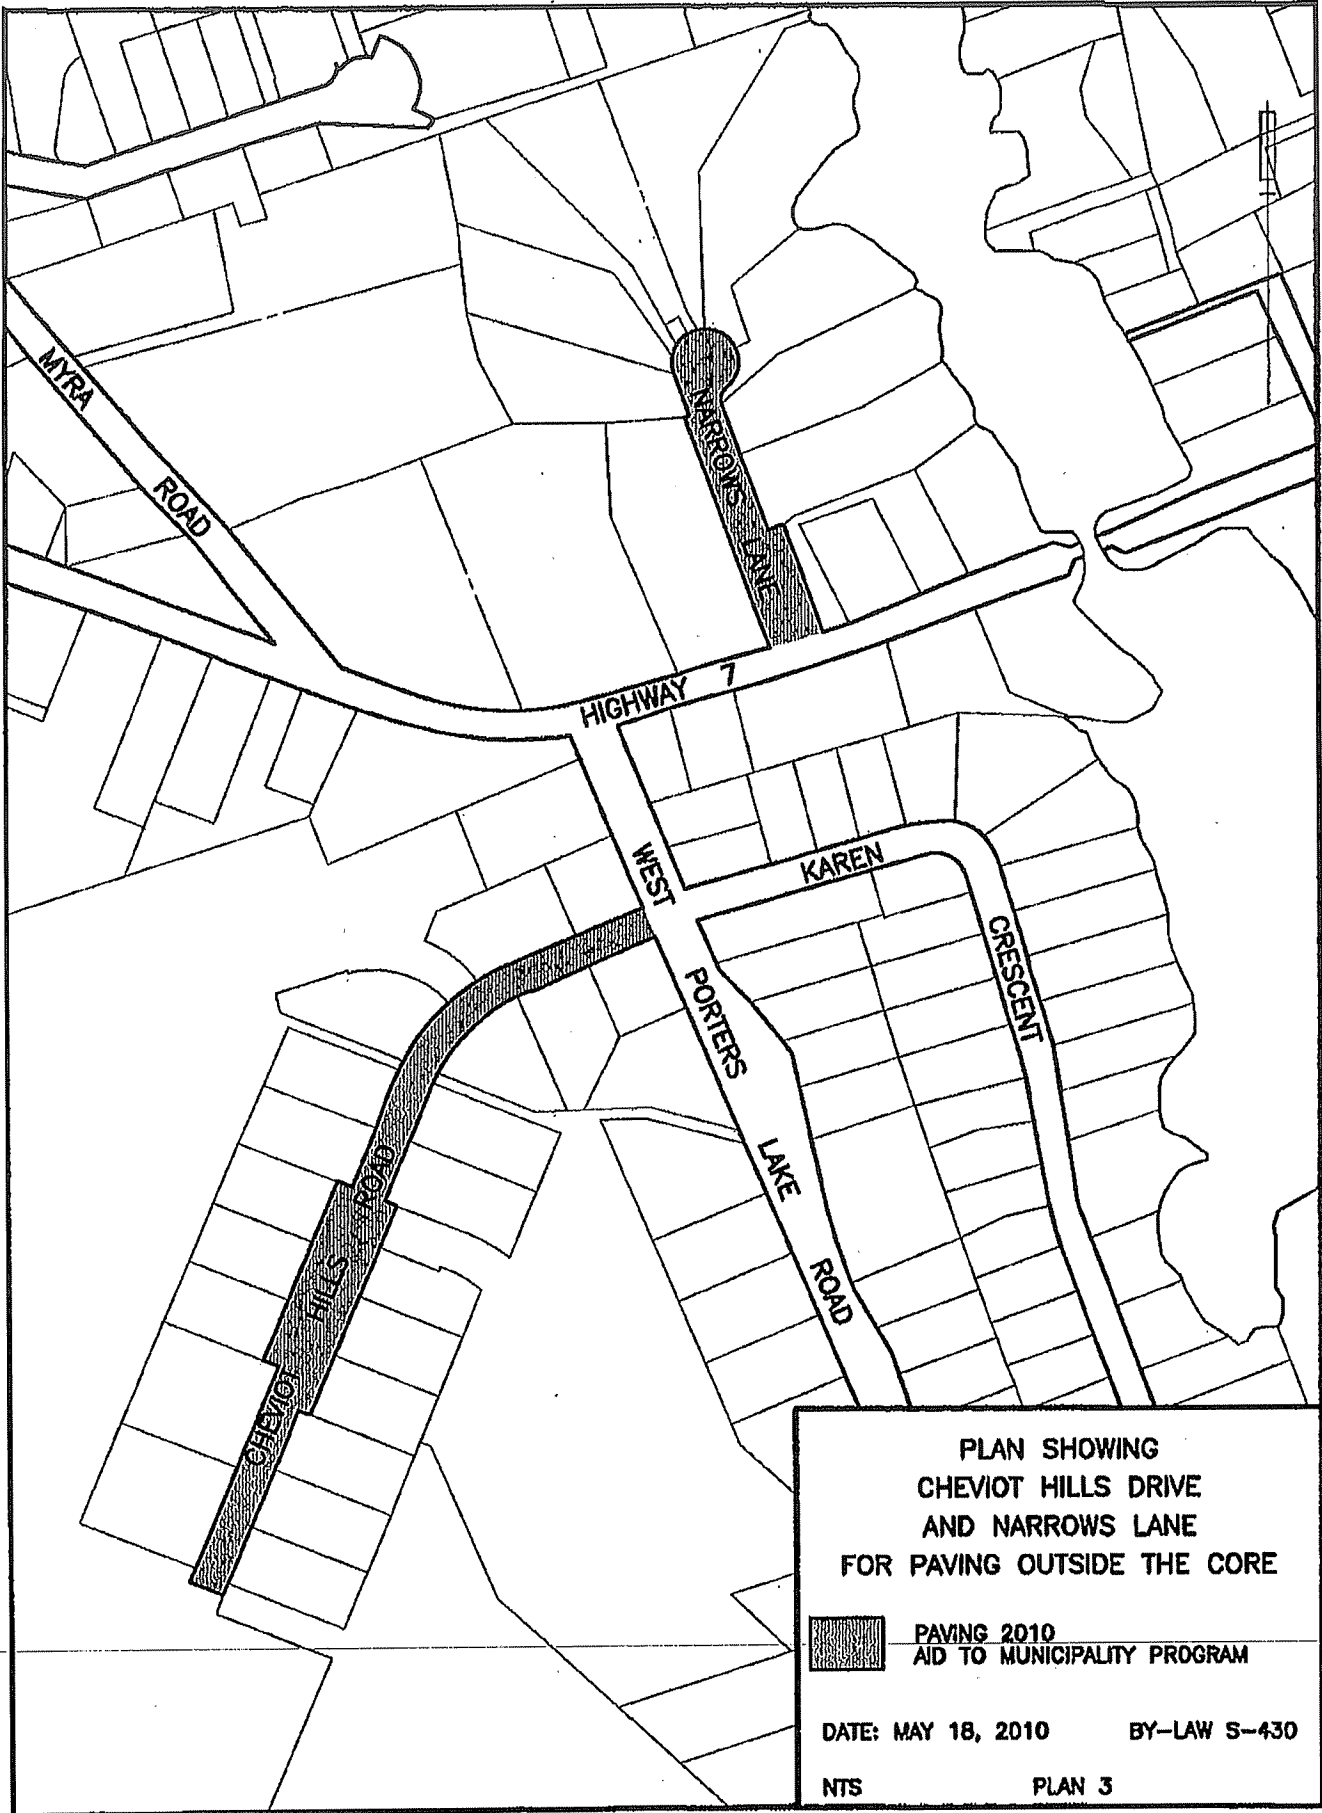 MYRA ROAD
NARROWS LANE
HIGHWAY 7
WEST PORTERS LAKE ROAD
KAREN CRESCENT
CHEVIOT HILLS ROAD
PLAN SHOWING
CHEVIOT HILLS DRIVE
AND NARROWS LANE
FOR PAVING OUTSIDE THE CORE
PAVING 2010
AID TO MUNICIPALITY PROGRAM
DATE: MAY 18, 2010 BY-LAW S-430
NTS PLAN 3